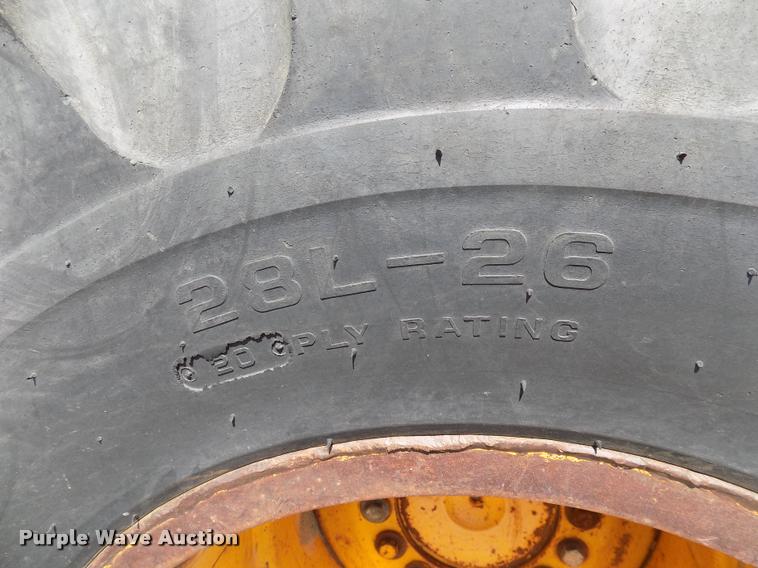 28L-26
20 PLY RATING
Purple Wave Auction